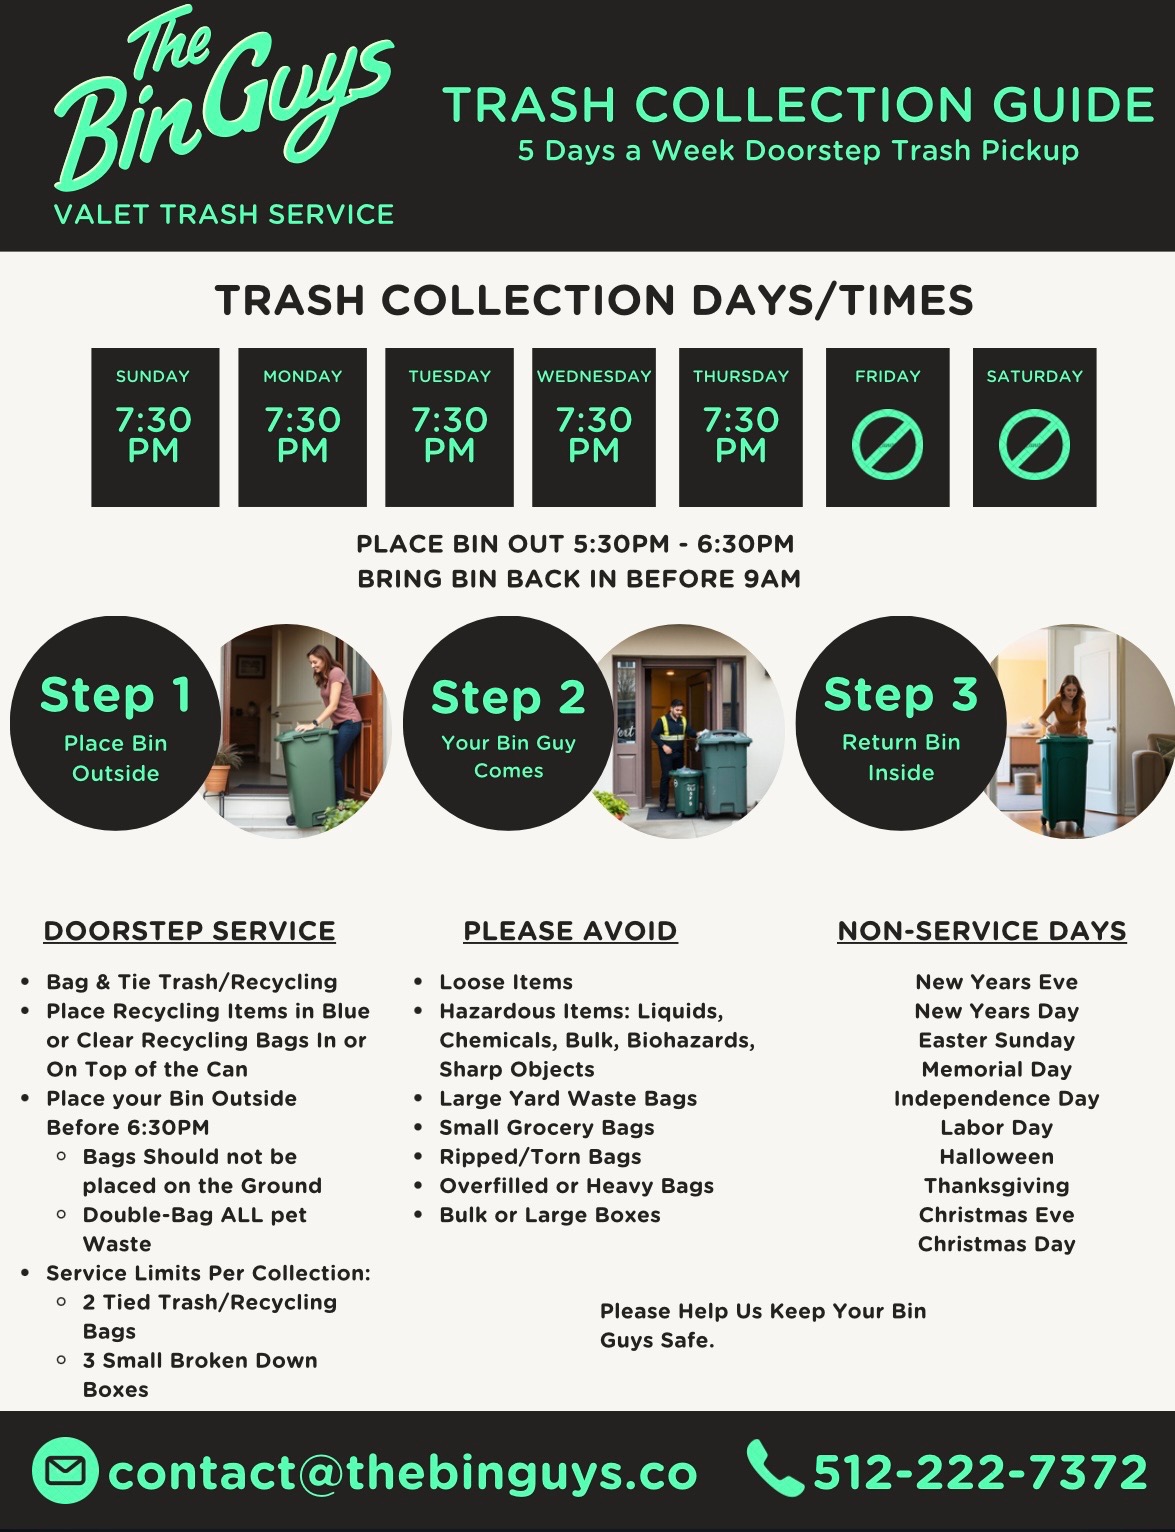 The
Bin Guys
VALET TRASH SERVICE
TRASH COLLECTION GUIDE
5 Days a Week Doorstep Trash Pickup
TRASH COLLECTION DAYS/TIMES
SUNDAY
7:30
PM
MONDAY
7:30
PM
TUESDAY
7:30
PM
WEDNESDAY
7:30
PM
THURSDAY
7:30
PM
FRIDAY
SATURDAY
PLACE BIN OUT 5:30PM - 6:30PM
BRING BIN BACK IN BEFORE 9AM
Step 1
Place Bin
Outside
Step 2
Your Bin Guy
Comes
Step 3
Return Bin
Inside
DOORSTEP SERVICE
• Bag & Tie Trash/Recycling
• Place Recycling Items in Blue
or Clear Recycling Bags In or
On Top of the Can
• Place your Bin Outside
Before 6:30PM
○ Bags Should not be
placed on the Ground
○ Double-Bag ALL pet
Waste
• Service Limits Per Collection:
○ 2 Tied Trash/Recycling
Bags
○ 3 Small Broken Down
Boxes
PLEASE AVOID
• Loose Items
• Hazardous Items: Liquids,
Chemicals, Bulk, Biohazards,
Sharp Objects
• Large Yard Waste Bags
• Small Grocery Bags
• Ripped/Torn Bags
• Overfilled or Heavy Bags
• Bulk or Large Boxes
NON-SERVICE DAYS
New Years Eve
New Years Day
Easter Sunday
Memorial Day
Independence Day
Labor Day
Halloween
Thanksgiving
Christmas Eve
Christmas Day
Please Help Us Keep Your Bin
Guys Safe.
contact@thebinguys.co
512-222-7372